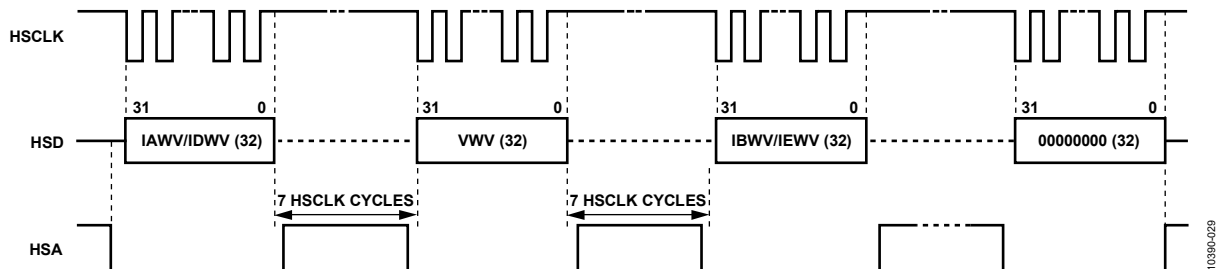 HSCLK
31 0 31 0 31 0 31 0
HSD IAWV/IDWV (32) VWV (32) IBWV/IEWV (32) 00000000 (32)
7 HSCLK CYCLES 7 HSCLK CYCLES
HSA
10390-029